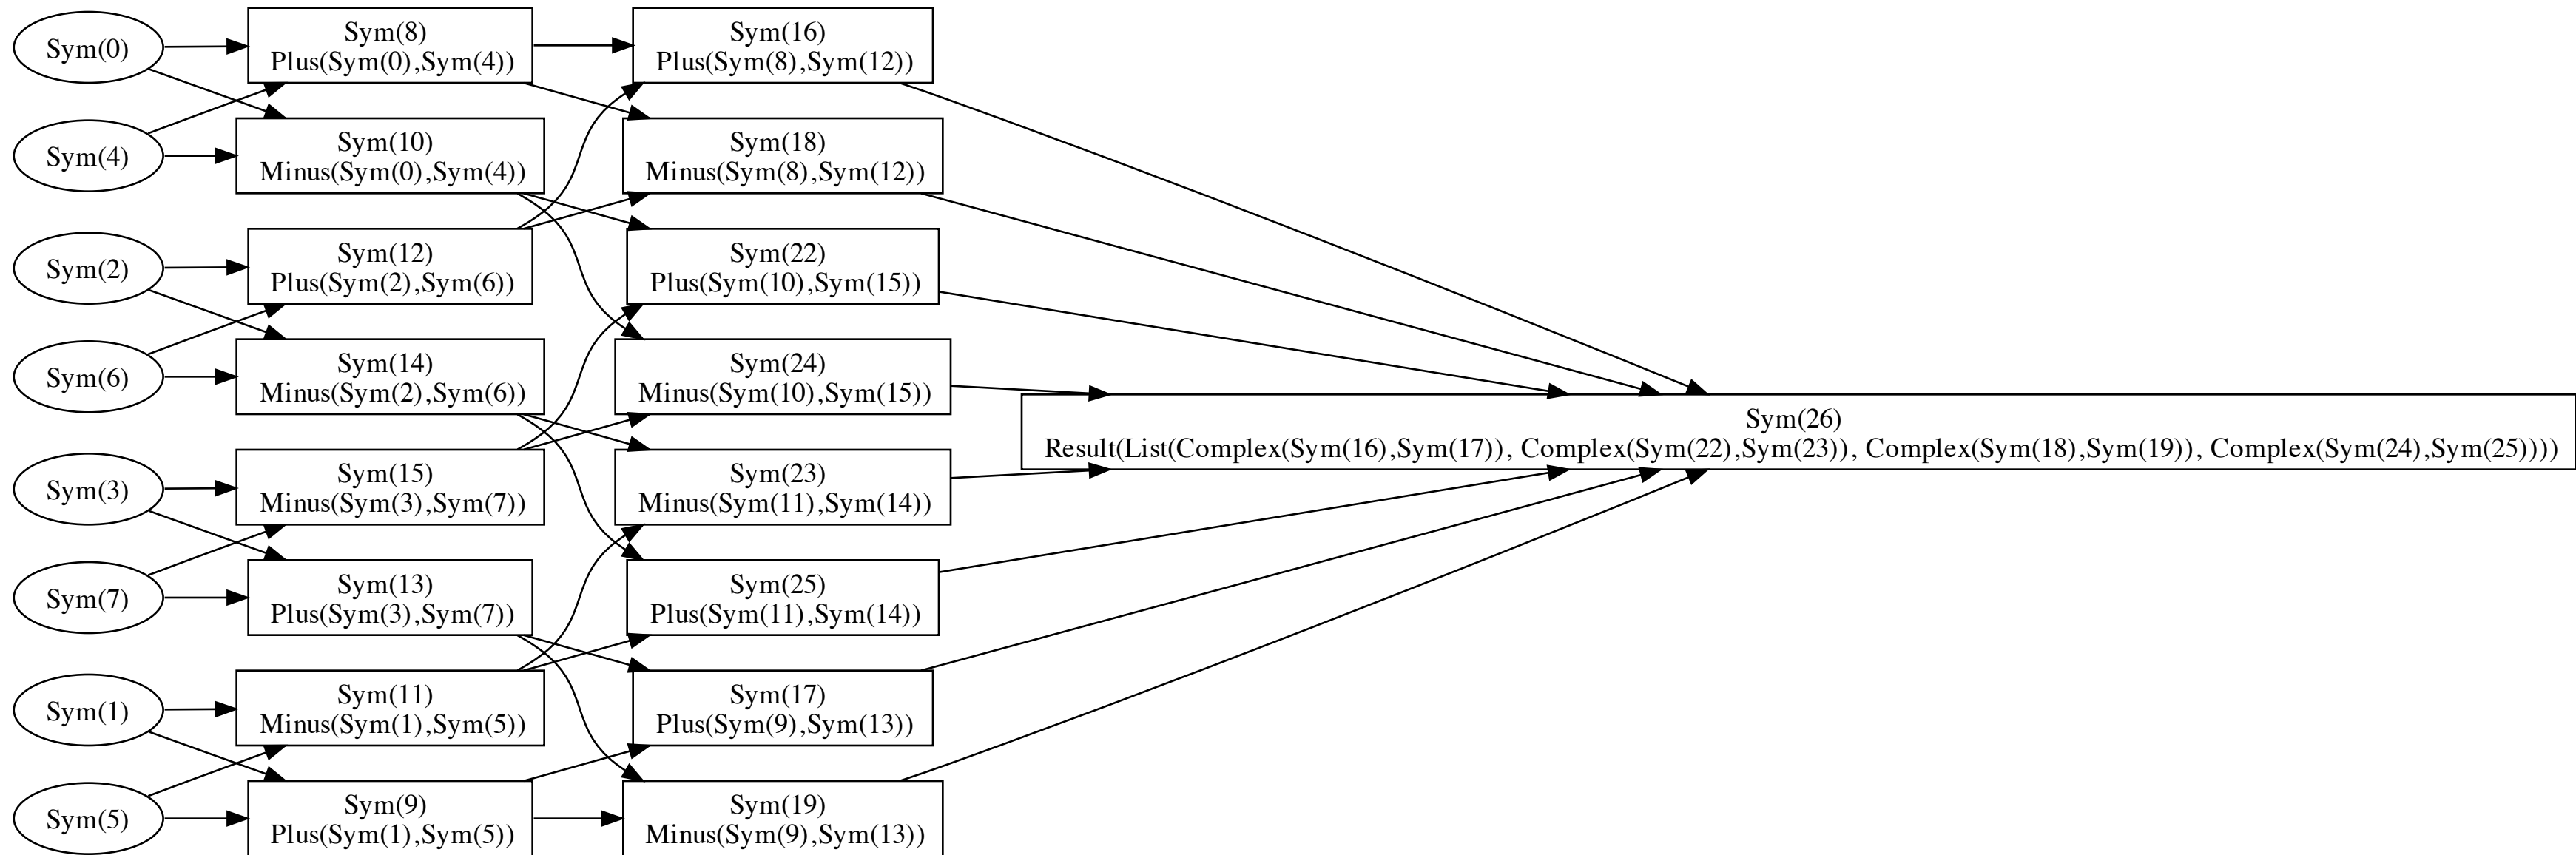 Sym(0)
Sym(4)
Sym(2)
Sym(6)
Sym(3)
Sym(7)
Sym(1)
Sym(5)
Sym(8)
Plus(Sym(0),Sym(4))
Sym(10)
Minus(Sym(0),Sym(4))
Sym(12)
Plus(Sym(2),Sym(6))
Sym(14)
Minus(Sym(2),Sym(6))
Sym(15)
Minus(Sym(3),Sym(7))
Sym(13)
Plus(Sym(3),Sym(7))
Sym(11)
Minus(Sym(1),Sym(5))
Sym(9)
Plus(Sym(1),Sym(5))
Sym(16)
Plus(Sym(8),Sym(12))
Sym(18)
Minus(Sym(8),Sym(12))
Sym(22)
Plus(Sym(10),Sym(15))
Sym(24)
Minus(Sym(10),Sym(15))
Sym(23)
Minus(Sym(11),Sym(14))
Sym(25)
Plus(Sym(11),Sym(14))
Sym(17)
Plus(Sym(9),Sym(13))
Sym(19)
Minus(Sym(9),Sym(13))
Sym(26)
Result(List(Complex(Sym(16),Sym(17)), Complex(Sym(22),Sym(23)), Complex(Sym(18),Sym(19)), Complex(Sym(24),Sym(25))))